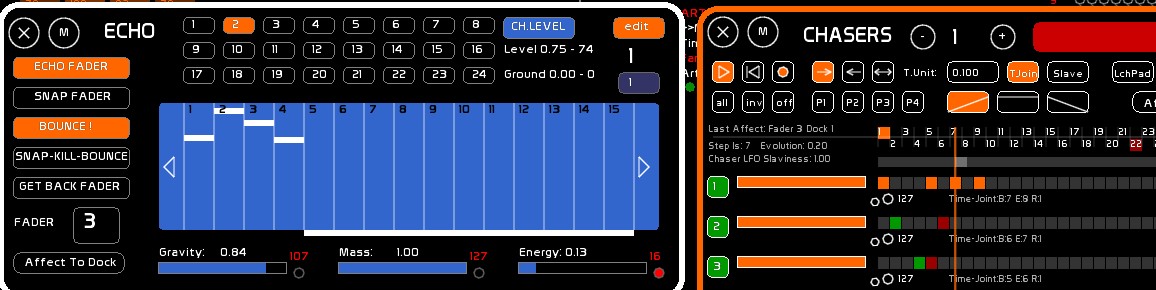 X M ECHO
1 2 3 4 5 6 7 8 CH.LEVEL edit
9 10 11 12 13 14 15 16 Level 0.75 - 74 1
17 18 19 20 21 22 23 24 Ground 0.00 - 0 1
ECHO FADER
SNAP FADER
BOUNCE !
SNAP-KILL-BOUNCE
GET BACK FADER
FADER 3
Affect To Dock
1 2 3 4 5 6 7 8 9 10 11 12 13 14 15
Gravity: 0.84 107
Mass: 1.00 127
Energy: 0.13 16
X M CHASERS - 1 +
T.Unit: 0.100 TJoin Slave LchPad
all inv off P1 P2 P3 P4
Last Affect: Fader 3 Dock 1
Step Is: 7 Evolution: 0.20
Chaser LFO Slaviness: 1.00
1 3 5 7 9 11 13 15 17 19 21 23
2 4 6 8 10 12 14 16 18 20 22
1
127 Time-Joint:B:7 E:8 R:1
2
127 Time-Joint:B:6 E:7 R:1
3
127 Time-Joint:B:5 E:6 R:1